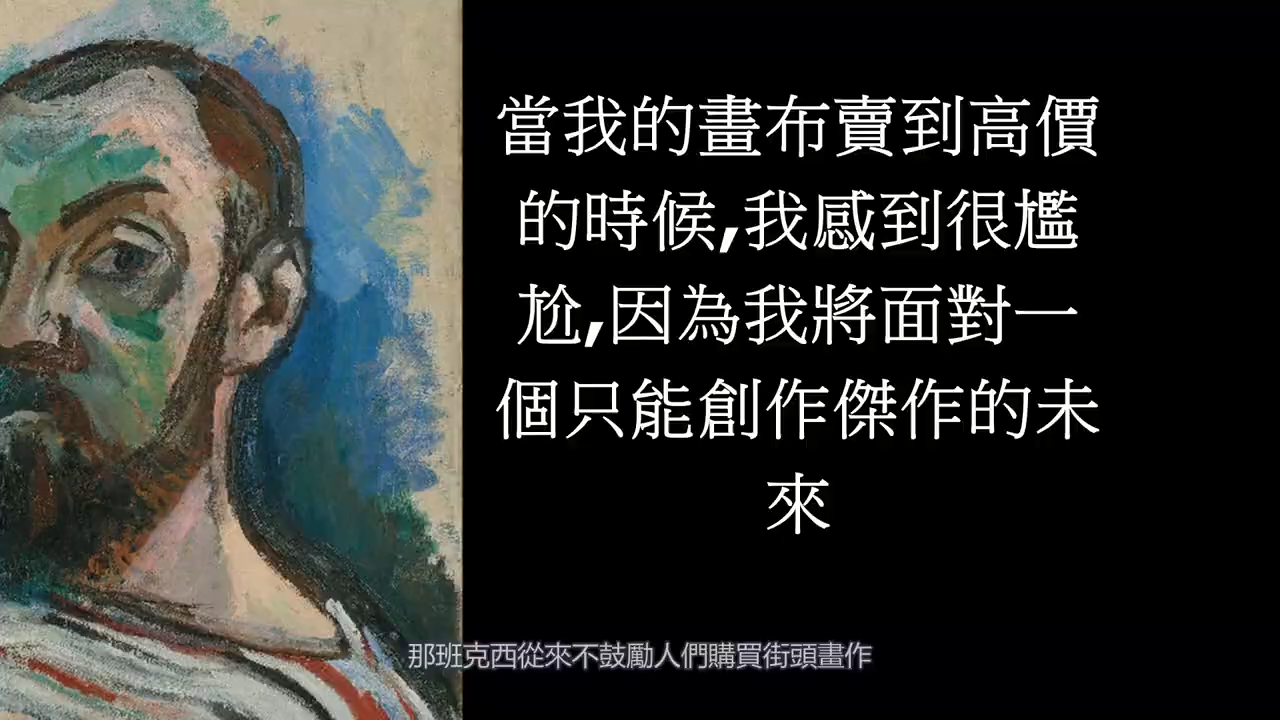 當我的畫布賣到高價
的時候,我感到很尷
尬,因為我將面對一
個只能創作傑作的未
來
那班克西從來不鼓勵人們購買街頭畫作